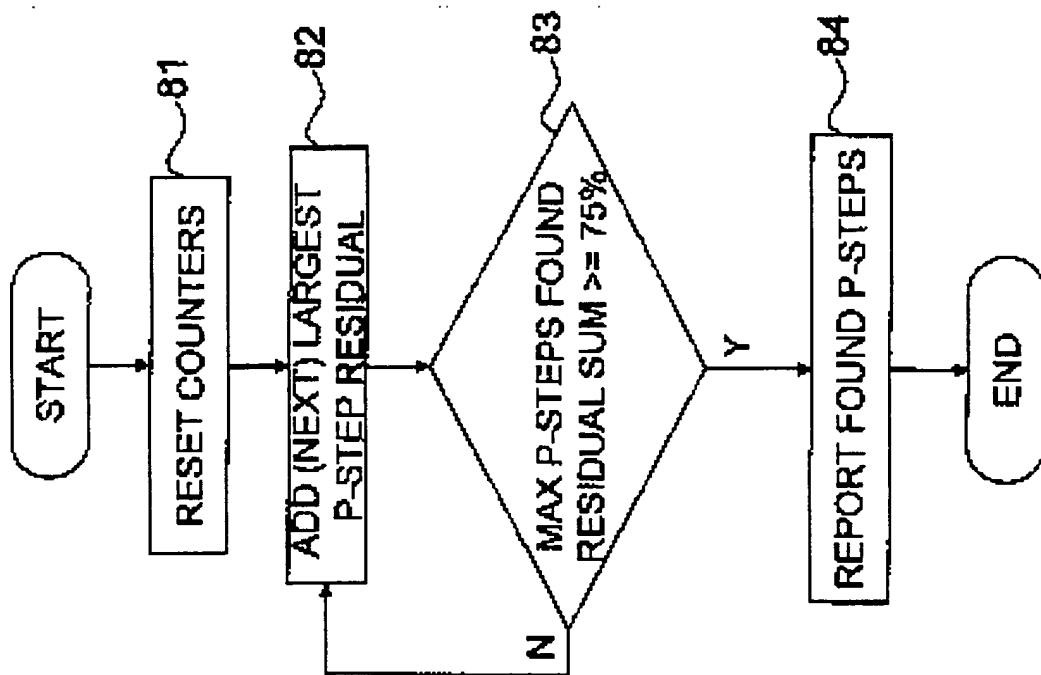 START
RESET COUNTERS
81
ADD (NEXT) LARGEST
P-STEP RESIDUAL
82
MAX P-STEPS FOUND
RESIDUAL SUM >= 75%
83
N
Y
REPORT FOUND P-STEPS
84
END